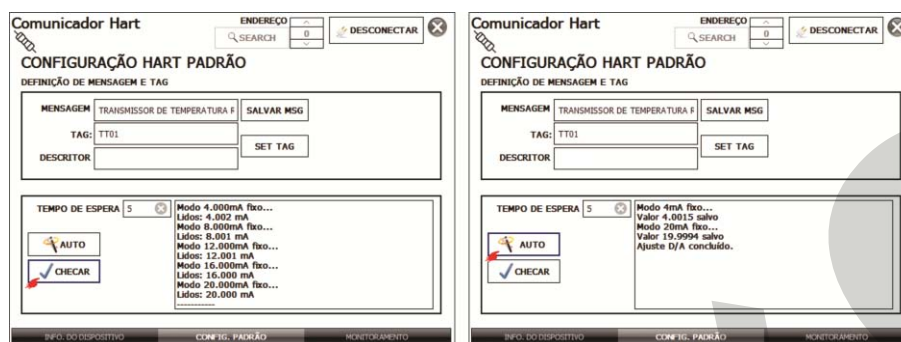 Comunicador Hart
ENDEREÇO
SEARCH
0
DESCONECTAR
CONFIGURAÇÃO HART PADRÃO
DEFINIÇÃO DE MENSAGEM E TAG
MENSAGEM TRANSMISSOR DE TEMPERATURA F SALVAR MSG
TAG: TT01
SET TAG
DESCRITOR
TEMPO DE ESPERA 5
AUTO
CHECAR
Modo 4.000mA fixo...
Lidos: 4.002 mA
Modo 8.000mA fixo...
Lidos: 8.001 mA
Modo 12.000mA fixo...
Lidos: 12.001 mA
Modo 16.000mA fixo...
Lidos: 16.000 mA
Modo 20.000mA fixo...
Lidos: 20.000 mA
----------
INFO. DO DISPOSITIVO CONFIG. PADRÃO MONITORAMENTO
Comunicador Hart
ENDEREÇO
SEARCH
0
DESCONECTAR
CONFIGURAÇÃO HART PADRÃO
DEFINIÇÃO DE MENSAGEM E TAG
MENSAGEM TRANSMISSOR DE TEMPERATURA F SALVAR MSG
TAG: TT01
SET TAG
DESCRITOR
TEMPO DE ESPERA 5
AUTO
CHECAR
Modo 4mA fixo...
Valor 4.0015 salvo
Modo 20mA fixo...
Valor 19.9994 salvo
Ajuste D/A concluído.
INFO. DO DISPOSITIVO CONFIG. PADRÃO MONITORAMENTO